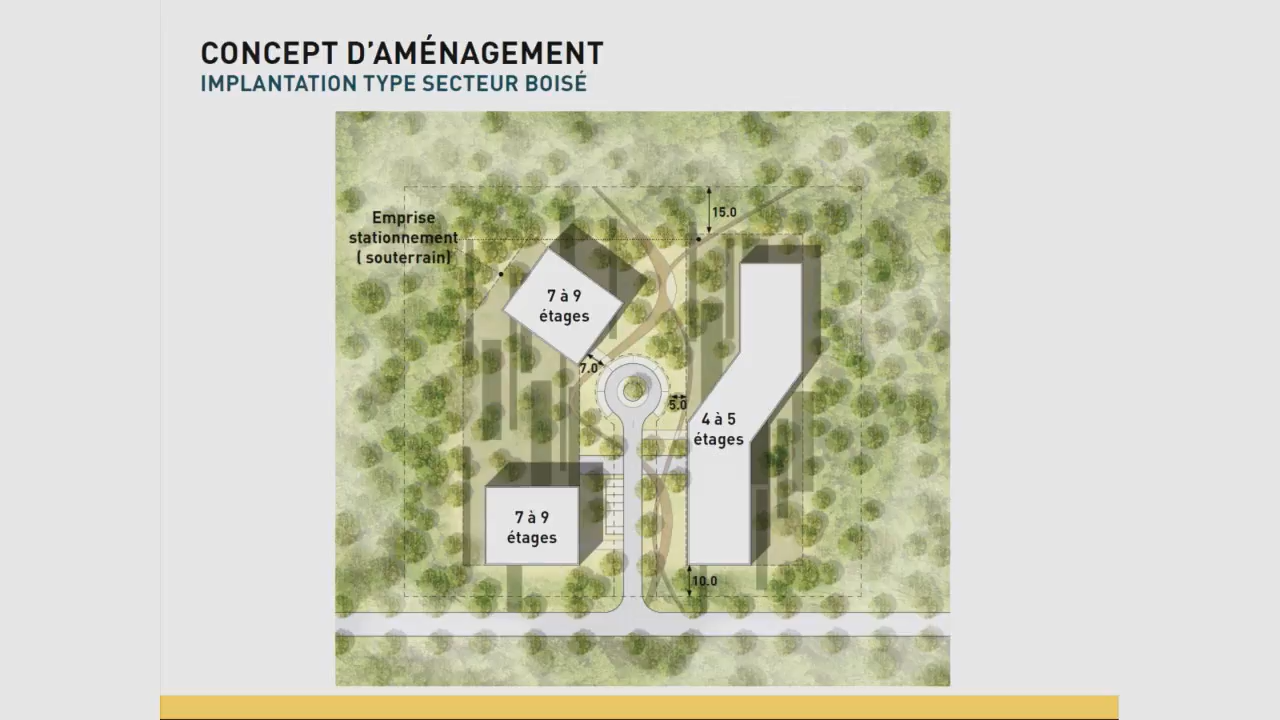 CONCEPT D'AMÉNAGEMENT
IMPLANTATION TYPE SECTEUR BOISÉ
15.0
Emprise
stationnement
( souterrain)
7 à 9
étages
7.0
5.0
4 à 5
étages
7 à 9
étages
10.0